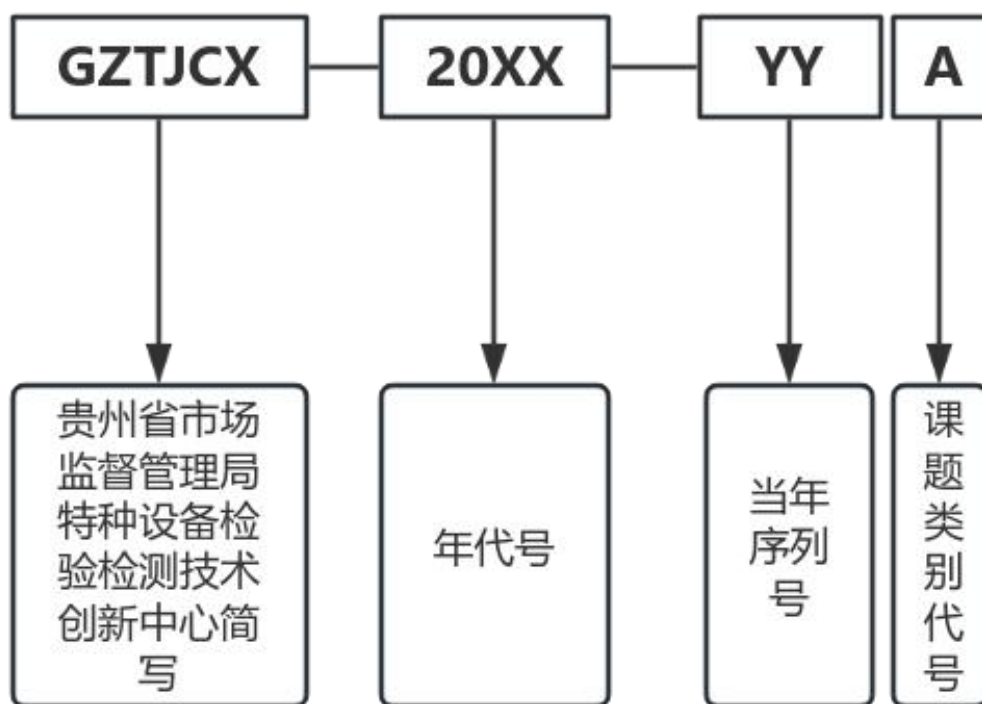 GZTJCX
20XX
YY
A
贵州省市场
监督管理局
特种设备检
验检测技术
创新中心简
写
年代号
当年
序列
号
课
题
类
别
代
号